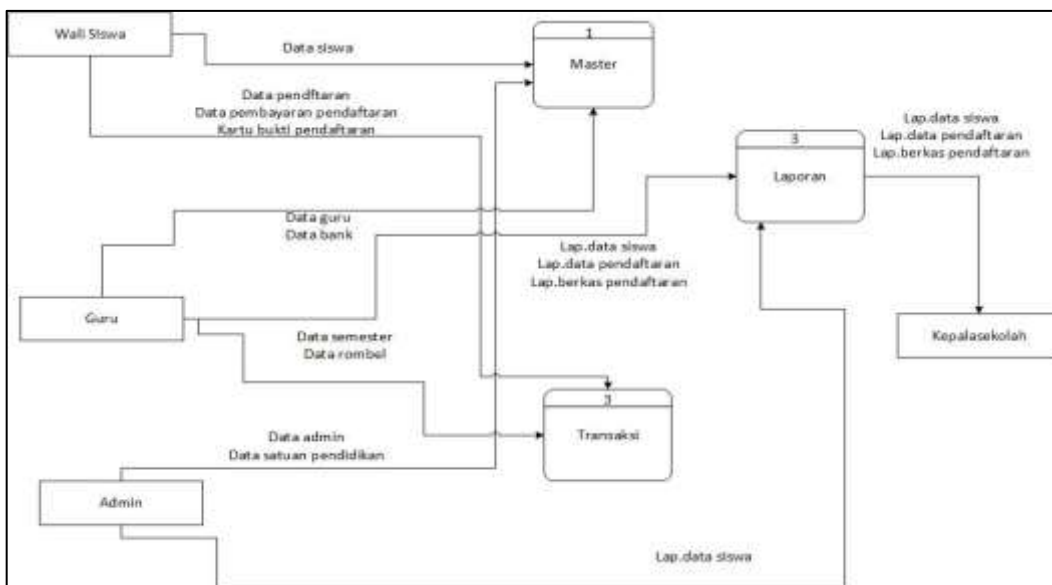 Wali Siswa
Data siswa
1
Master
Data pendftaran
Data pembayaran pendaftaran
Kartu bukti pendaftaran
Lap.data siswa
Lap.data pendaftaran
Lap.berkas pendaftaran
3
Laporan
Data guru
Data bank
Lap.data siswa
Lap.data pendaftaran
Lap.berkas pendaftaran
Guru
Data semester
Data rombel
Kepalasekolah
3
Transaksi
Data admin
Data satuan pendidikan
Admin
Lap.data siswa